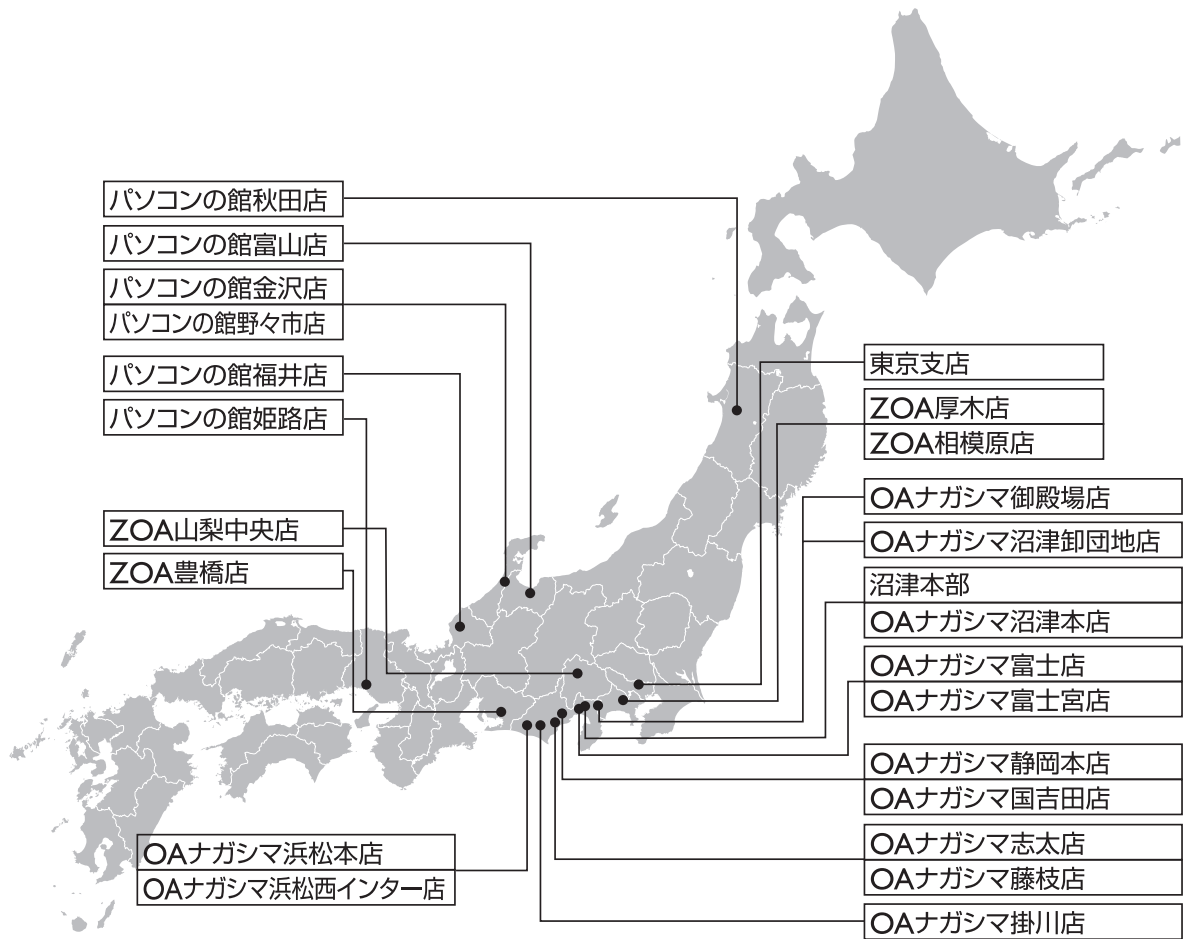 パソコンの館秋田店
パソコンの館富山店
パソコンの館金沢店
パソコンの館野々市店
パソコンの館福井店
パソコンの館姫路店
ZOA山梨中央店
ZOA豊橋店
OAナガシマ浜松本店
OAナガシマ浜松西インター店
東京支店
ZOA厚木店
ZOA相模原店
OAナガシマ御殿場店
OAナガシマ沼津卸団地店
沼津本部
OAナガシマ沼津本店
OAナガシマ富士店
OAナガシマ富士宮店
OAナガシマ静岡本店
OAナガシマ国吉田店
OAナガシマ志太店
OAナガシマ藤枝店
OAナガシマ掛川店